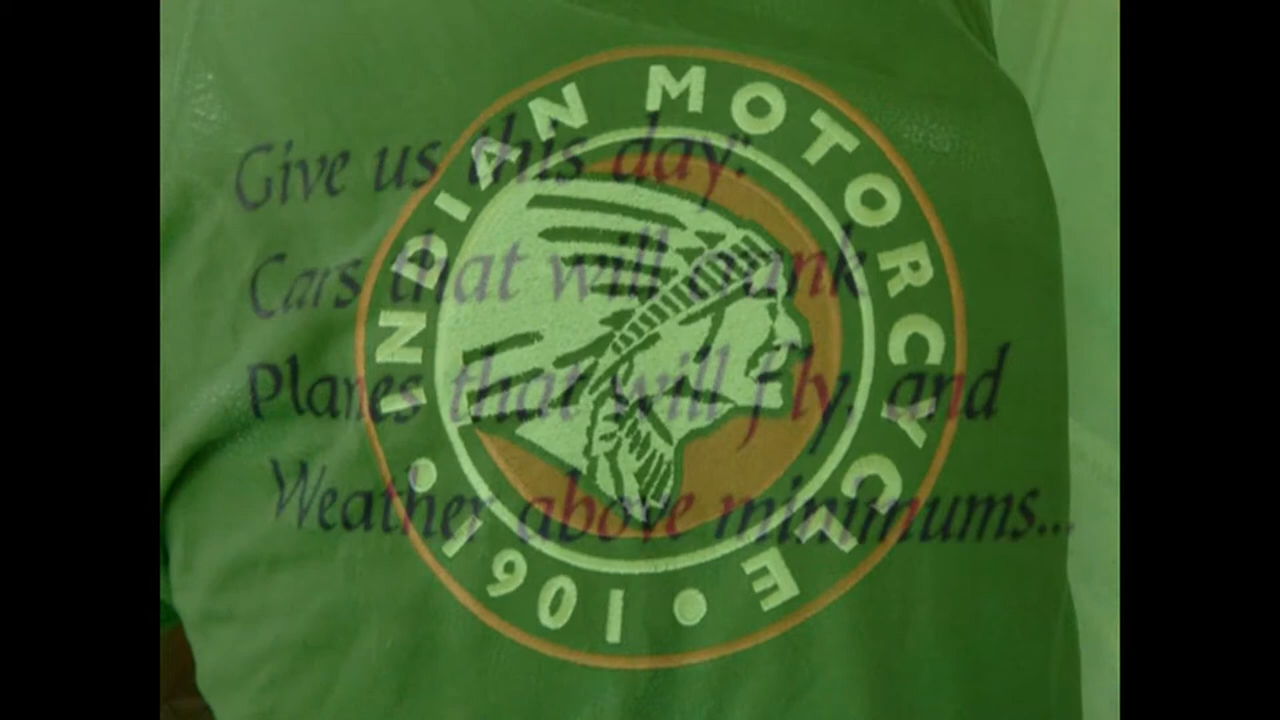 Give us this day:
Cars that will crank
Planes that will fly, and
Weather above minimums...
INDIAN MOTORCYCLE • 1901 •